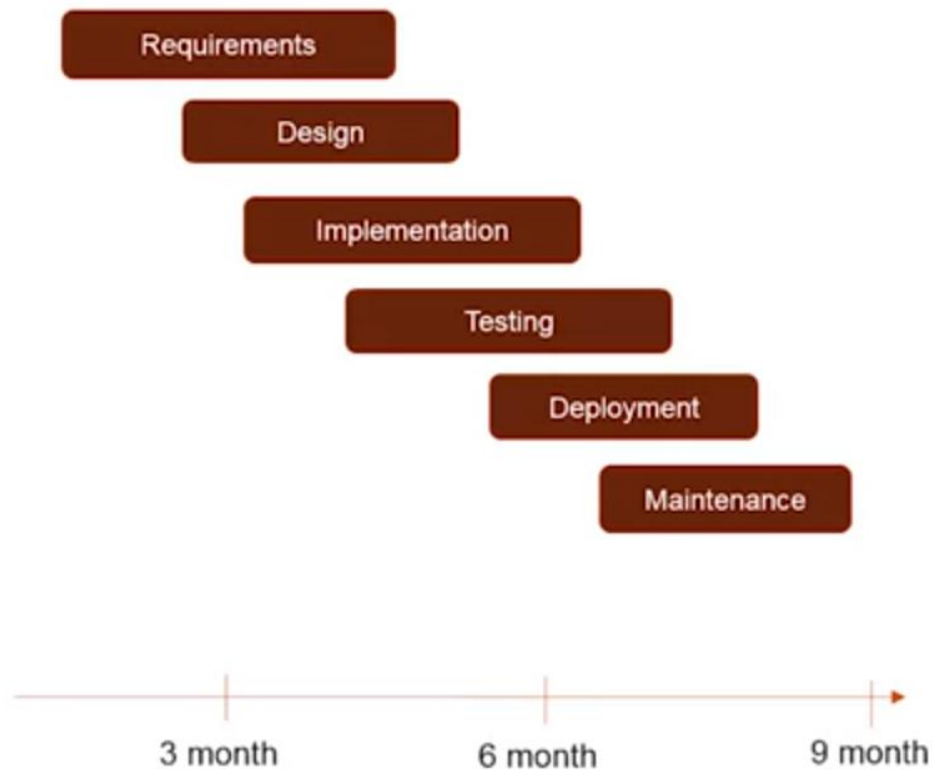 Requirements
Design
Implementation
Testing
Deployment
Maintenance
3 month
6 month
9 month